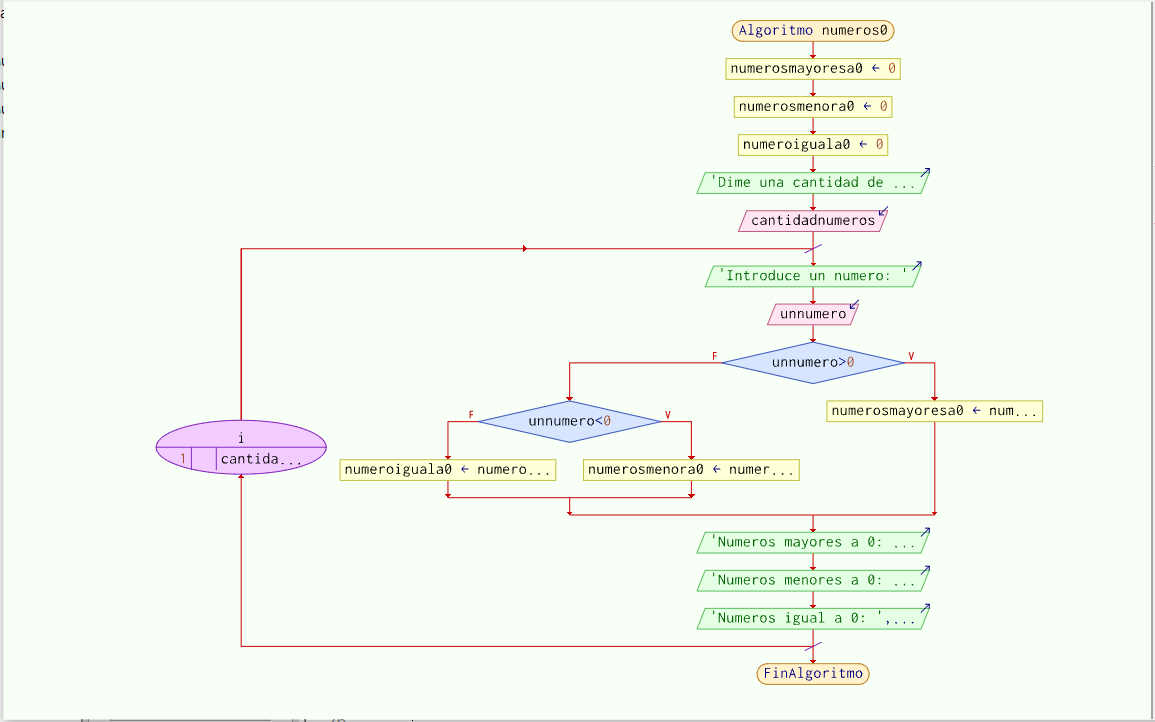 Algoritmo numeros0
numerosmayoresa0 ← 0
numerosmenora0 ← 0
numeroiguala0 ← 0
'Dime una cantidad de ...
cantidadnumeros
'Introduce un numero: '
unnumero
F unnumero>0 V
numerosmayoresa0 ← num...
F unnumero<0 V
i
1 cantida...
numeroiguala0 ← numero...
numerosmenora0 ← numer...
'Numeros mayores a 0: ...
'Numeros menores a 0: ...
'Numeros igual a 0: ',...
FinAlgoritmo